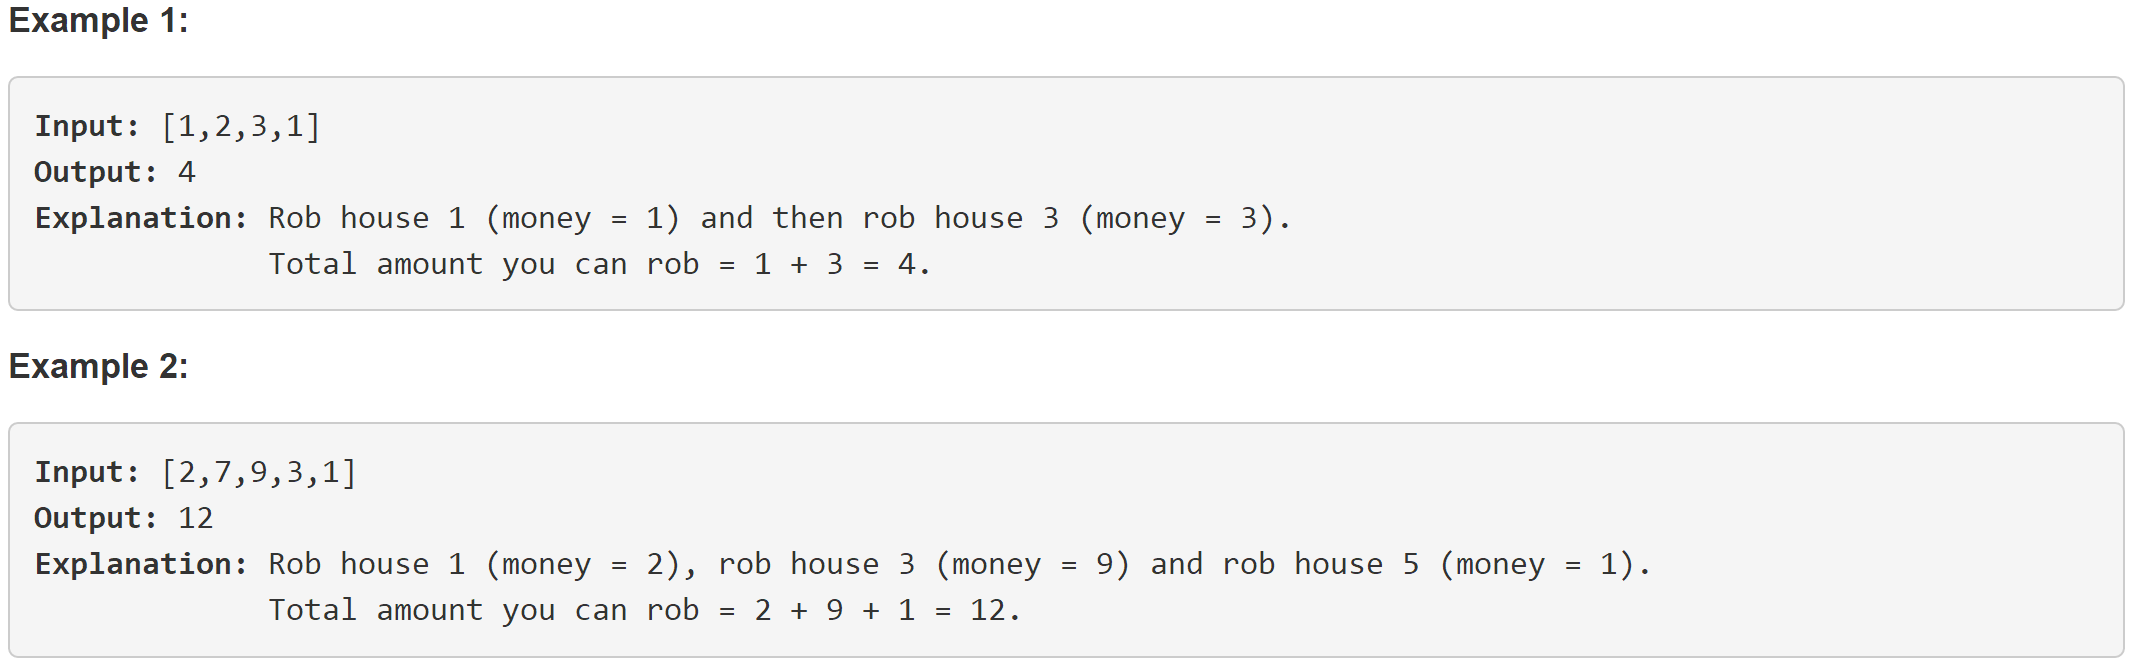 Example 1:
Input: [1,2,3,1]
Output: 4
Explanation: Rob house 1 (money = 1) and then rob house 3 (money = 3).
Total amount you can rob = 1 + 3 = 4.
Example 2:
Input: [2,7,9,3,1]
Output: 12
Explanation: Rob house 1 (money = 2), rob house 3 (money = 9) and rob house 5 (money = 1).
Total amount you can rob = 2 + 9 + 1 = 12.